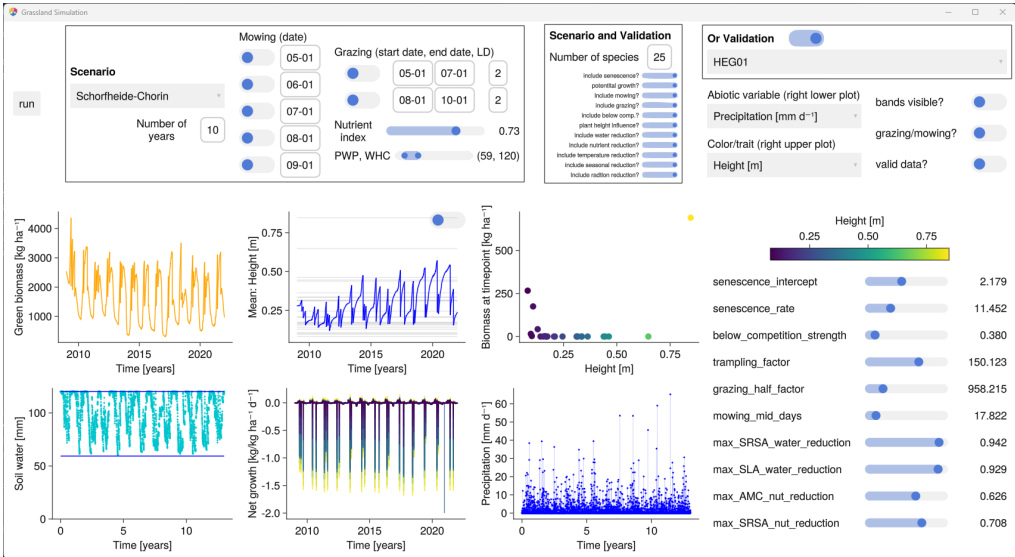 Grassland Simulation
run
Scenario
Schorfheide-Chorin
Number of
years
10
Mowing (date)
05-01
06-01
07-01
08-01
09-01
Grazing (start date, end date, LD)
05-01 07-01 2
08-01 10-01 2
Nutrient
index
0.73
PWP, WHC
(59, 120)
Scenario and Validation
Number of species 25
include senescence?
potential growth?
include mowing?
include grazing?
include below comp.?
plant height influence?
include water reduction?
include nutrient reduction?
include temperature reduction?
include seasonal reduction?
Include radtion reduction?
Or Validation
HEG01
Abiotic variable (right lower plot)
Precipitation [mm d⁻¹]
Color/trait (right upper plot)
Height [m]
bands visible?
grazing/mowing?
valid data?
Green biomass [kg ha⁻¹]
4000
3000
2000
1000
2010 2015 2020
Time [years]
Mean: Height [m]
0.75
0.50
0.25
2010 2015 2020
Time [years]
Biomass at timepoint [kg ha⁻¹]
500
250
0
0.25 0.50 0.75
Height [m]
Height [m]
0.25 0.50 0.75
Soil water [mm]
100
50
0
0 5 10
Time [years]
Net growth [kg/kg ha⁻¹ d⁻¹]
0.0
-0.5
-1.0
-1.5
-2.0
2010 2015 2020
Time [years]
Precipitation [mm d⁻¹]
60
50
40
30
20
10
0
0 5 10
Time [years]
senescence_intercept 2.179
senescence_rate 11.452
below_competition_strength 0.380
trampling_factor 150.123
grazing_half_factor 958.215
mowing_mid_days 17.822
max_SRSA_water_reduction 0.942
max_SLA_water_reduction 0.929
max_AMC_nut_reduction 0.626
max_SRSA_nut_reduction 0.708